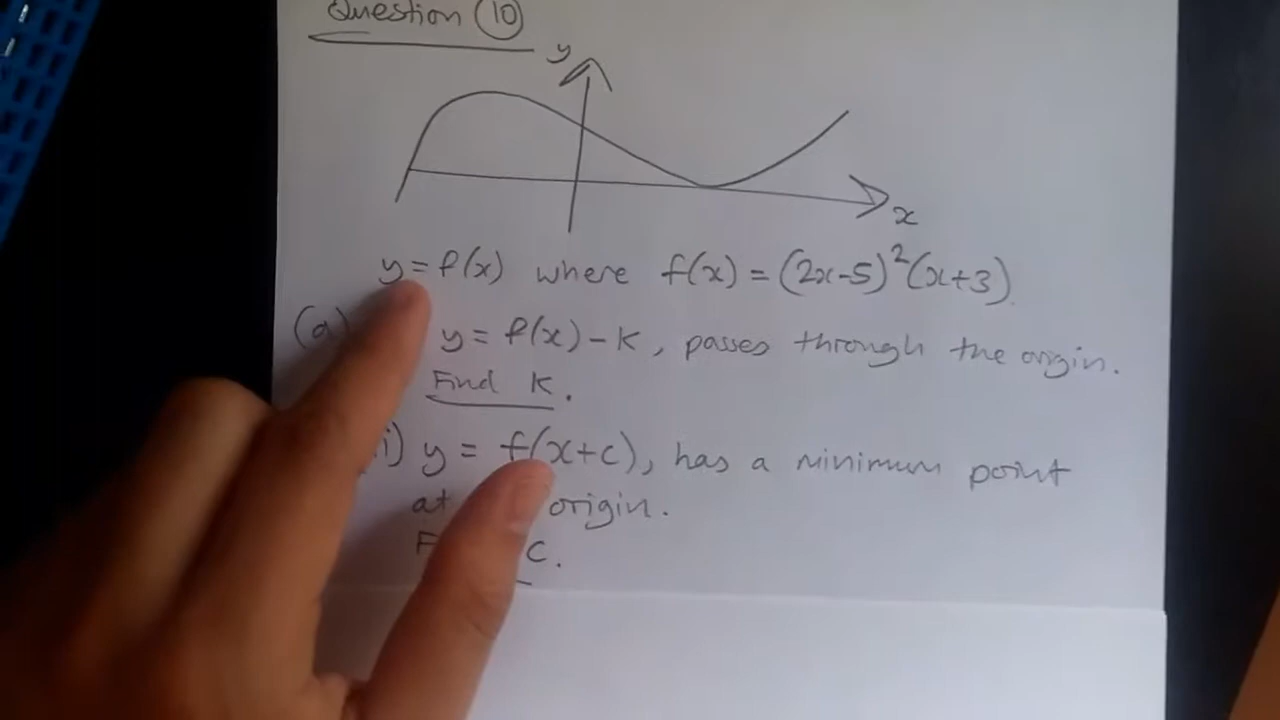 Question 10
y
x
y = f(x) where f(x) = (2x-5)²(x+3).
(a) y = f(x) - K, passes through the origin.
Find K.
i) y = f(x+c), has a minimum point
at origin.
c.